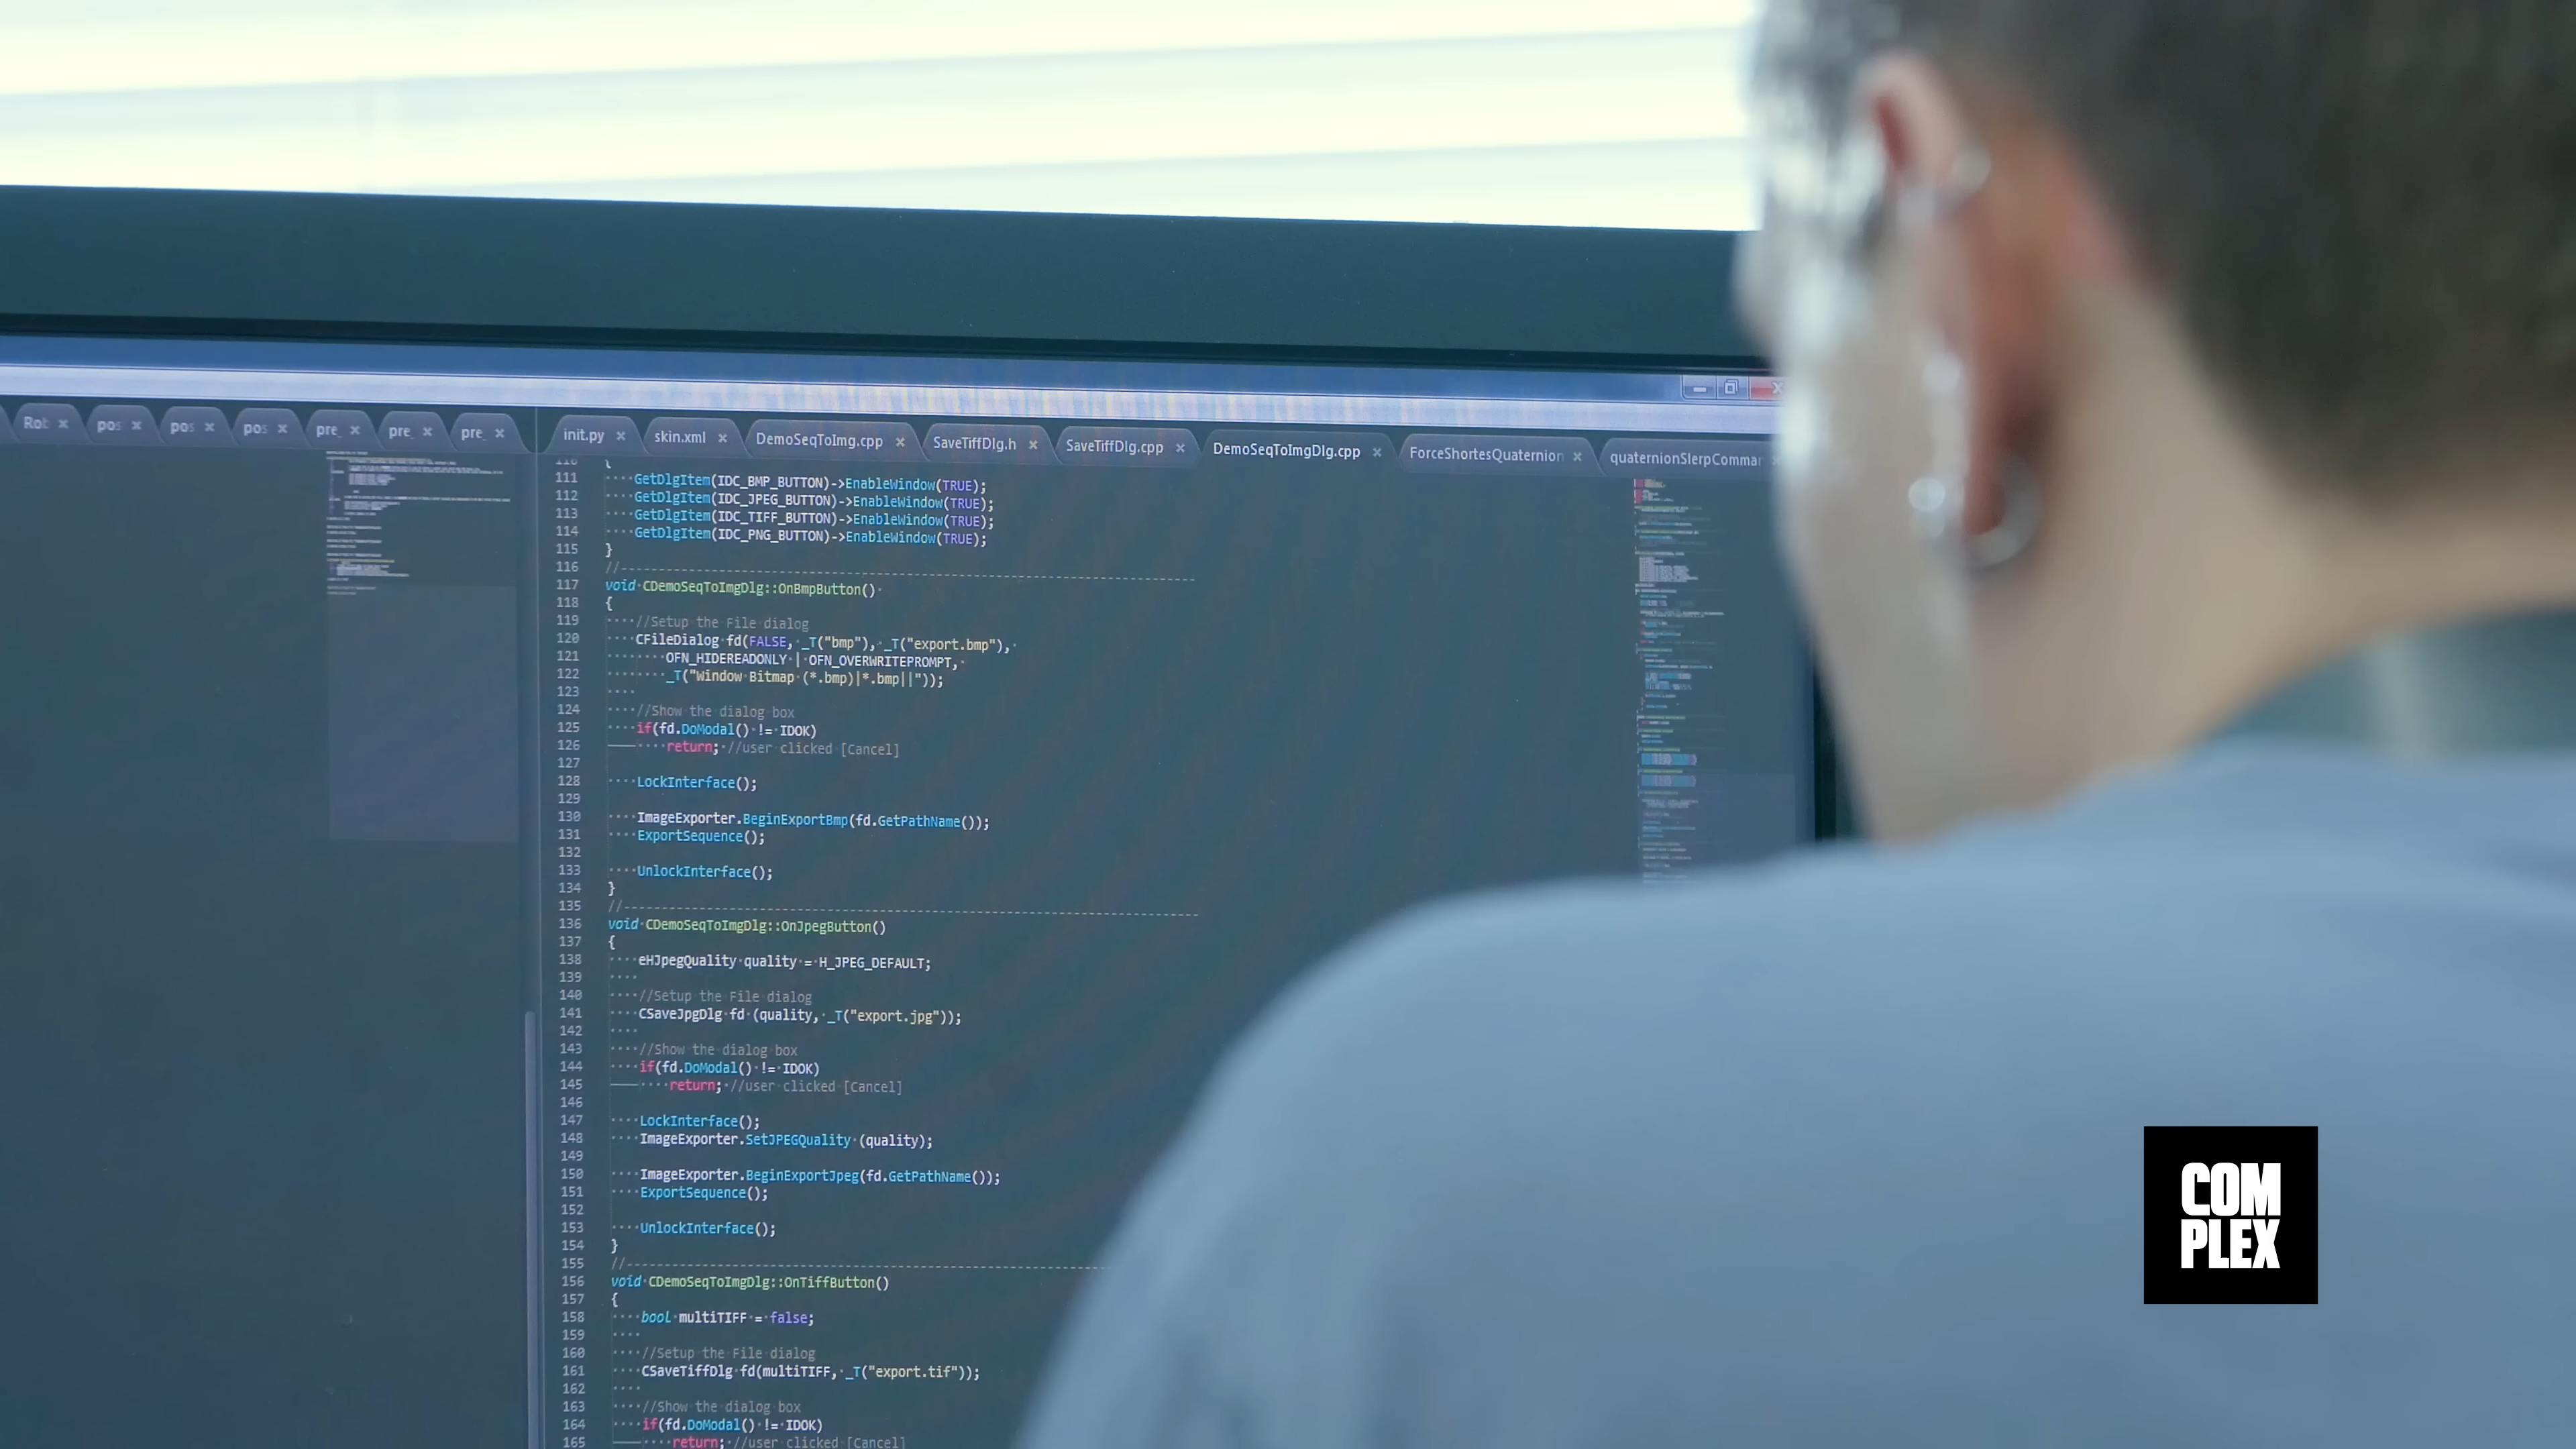 Rob × pos × pos × pos × pre_ × pre_ × pre_ ×
init.py × skin.xml × DemoSeqToImg.cpp × SaveTiffDlg.h × SaveTiffDlg.cpp × DemoSeqToImgDlg.cpp × ForceShortesQuaternion × quaternionSlerpCommar
110 {
111 ····GetDlgItem(IDC_BMP_BUTTON)->EnableWindow(TRUE);
112 ····GetDlgItem(IDC_JPEG_BUTTON)->EnableWindow(TRUE);
113 ····GetDlgItem(IDC_TIFF_BUTTON)->EnableWindow(TRUE);
114 ····GetDlgItem(IDC_PNG_BUTTON)->EnableWindow(TRUE);
115 }
116 //----------------------------------------------------------------------------
117 void·CDemoSeqToImgDlg::OnBmpButton()·
118 {
119 ····//Setup·the·File·dialog
120 ····CFileDialog·fd(FALSE,·_T("bmp"),·_T("export.bmp"),·
121 ········OFN_HIDEREADONLY·|·OFN_OVERWRITEPROMPT,·
122 ········_T("Window·Bitmap·(*.bmp)|*.bmp||"));
123 ····
124 ····//Show·the·dialog·box
125 ····if(fd.DoModal()·!=·IDOK)
126 ····return;·//user·clicked·[Cancel]
127
128 ····LockInterface();
129
130 ····ImageExporter.BeginExportBmp(fd.GetPathName());
131 ····ExportSequence();
132
133 ····UnlockInterface();
134 }
135 //----------------------------------------------------------------------------
136 void·CDemoSeqToImgDlg::OnJpegButton()
137 {
138 ····eHJpegQuality·quality·=·H_JPEG_DEFAULT;
139 ····
140 ····//Setup·the·File·dialog
141 ····CSaveJpgDlg·fd·(quality,·_T("export.jpg"));
142 ····
143 ····//Show·the·dialog·box
144 ····if(fd.DoModal()·!=·IDOK)
145 ····return;·//user·clicked·[Cancel]
146
147 ····LockInterface();
148 ····ImageExporter.SetJPEGQuality·(quality);
149
150 ····ImageExporter.BeginExportJpeg(fd.GetPathName());
151 ····ExportSequence();
152
153 ····UnlockInterface();
154 }
155 //----------------------------------------------------------------
156 void·CDemoSeqToImgDlg::OnTiffButton()
157 {
158 ····bool·multiTIFF·=·false;
159 ····
160 ····//Setup·the·File·dialog
161 ····CSaveTiffDlg·fd(multiTIFF,·_T("export.tif"));
162 ····
163 ····//Show·the·dialog·box
164 ····if(fd.DoModal()·!=·IDOK)
165 ····return;·//user·clicked·[Cancel]
COM
PLEX